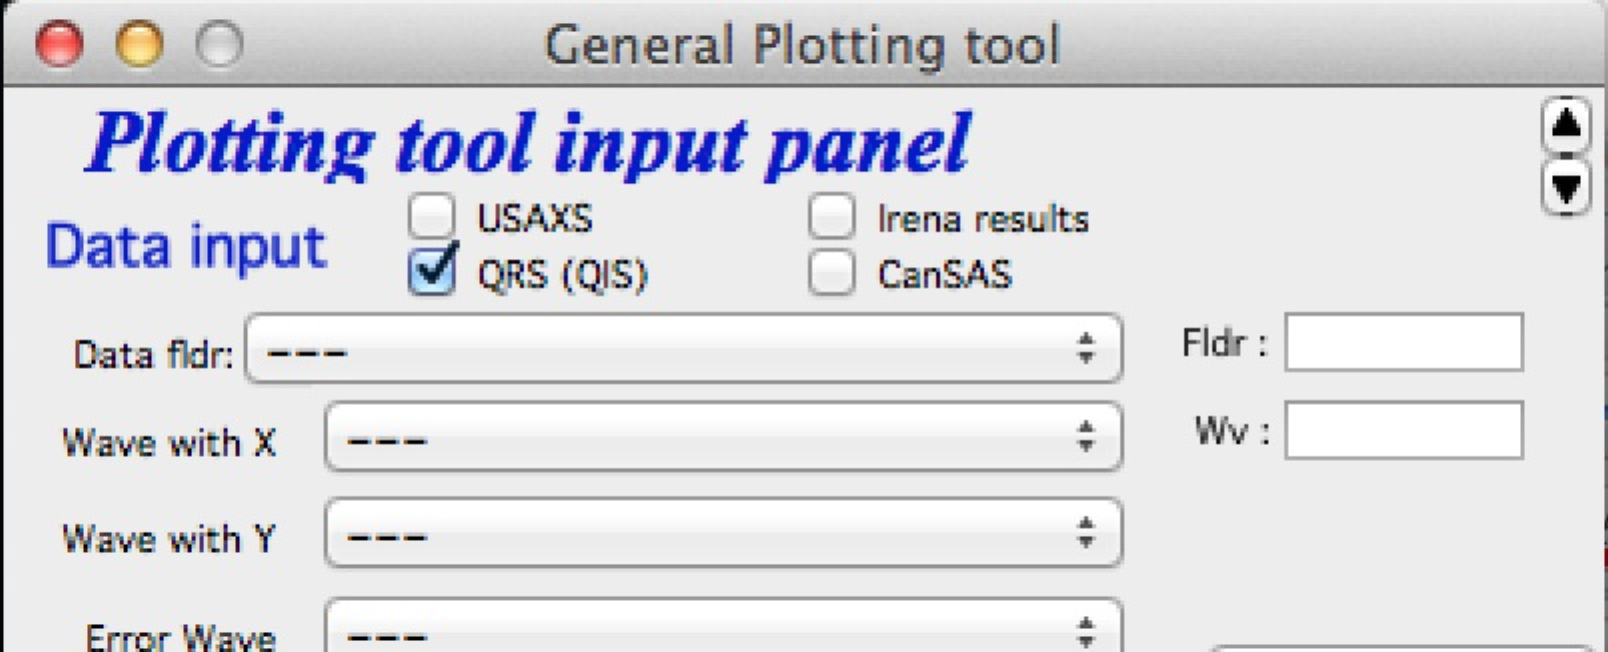 General Plotting tool
Plotting tool input panel
Data input
USAXS
Irena results
QRS (QIS)
CanSAS
Data fldr: ---
Fldr :
Wave with X ---
Wv :
Wave with Y ---
Error Wave ---